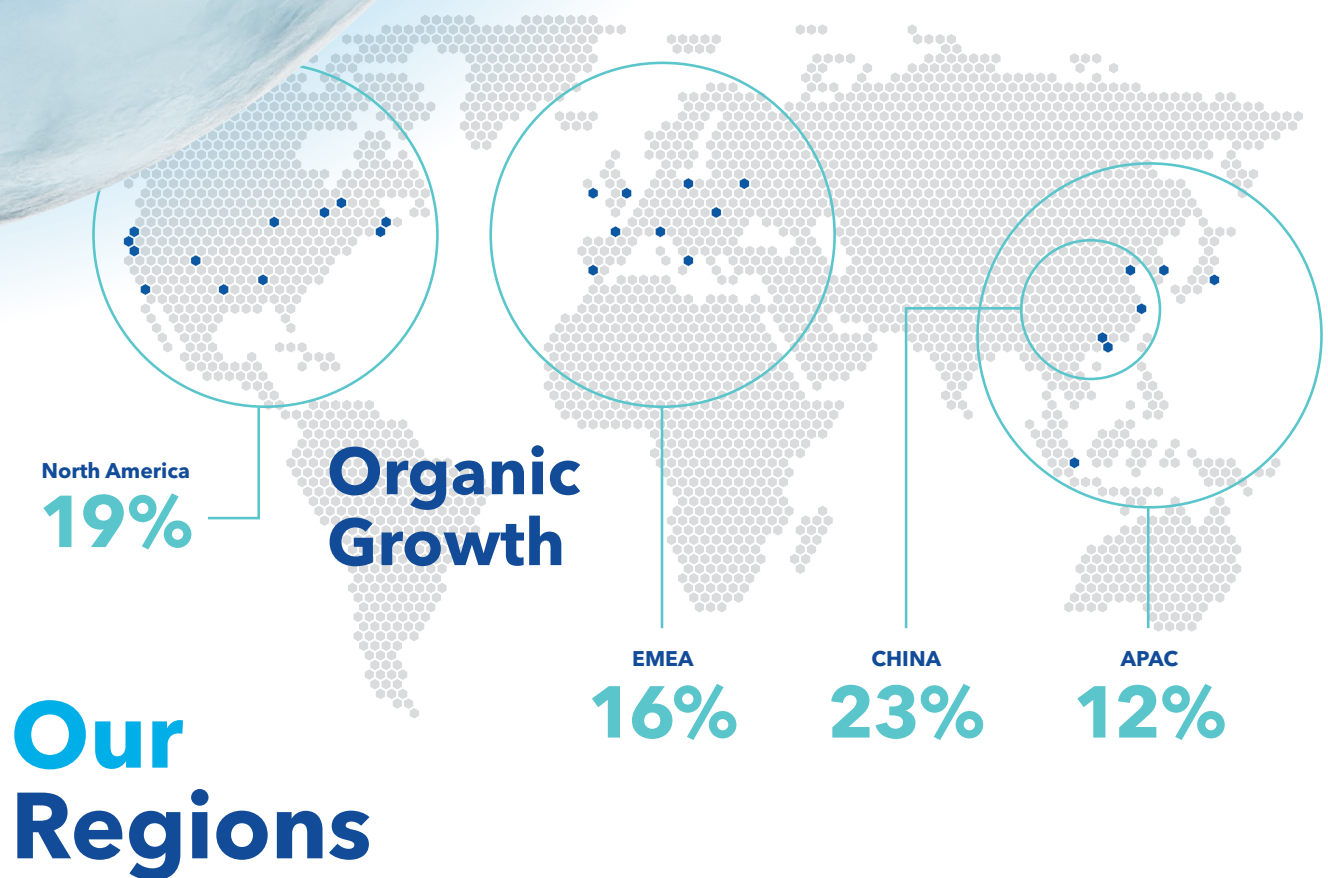 North America
19%
Organic
Growth
EMEA
16%
CHINA
23%
APAC
12%
Our
Regions